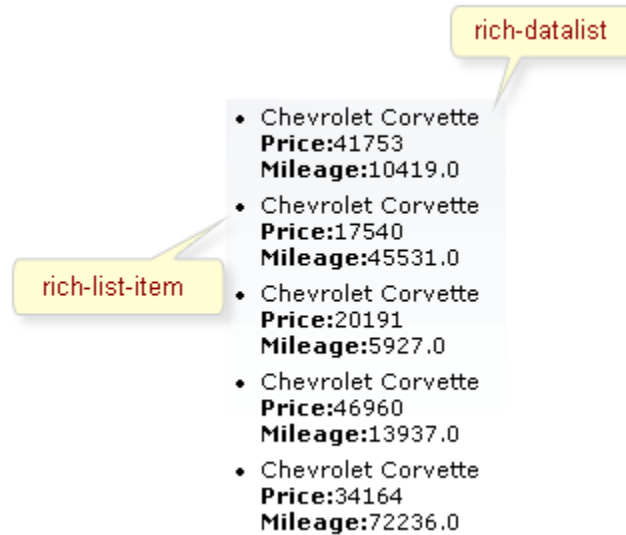 rich-datalist
• Chevrolet Corvette
Price:41753
Mileage:10419.0
• Chevrolet Corvette
Price:17540
Mileage:45531.0
rich-list-item
• Chevrolet Corvette
Price:20191
Mileage:5927.0
• Chevrolet Corvette
Price:46960
Mileage:13937.0
• Chevrolet Corvette
Price:34164
Mileage:72236.0